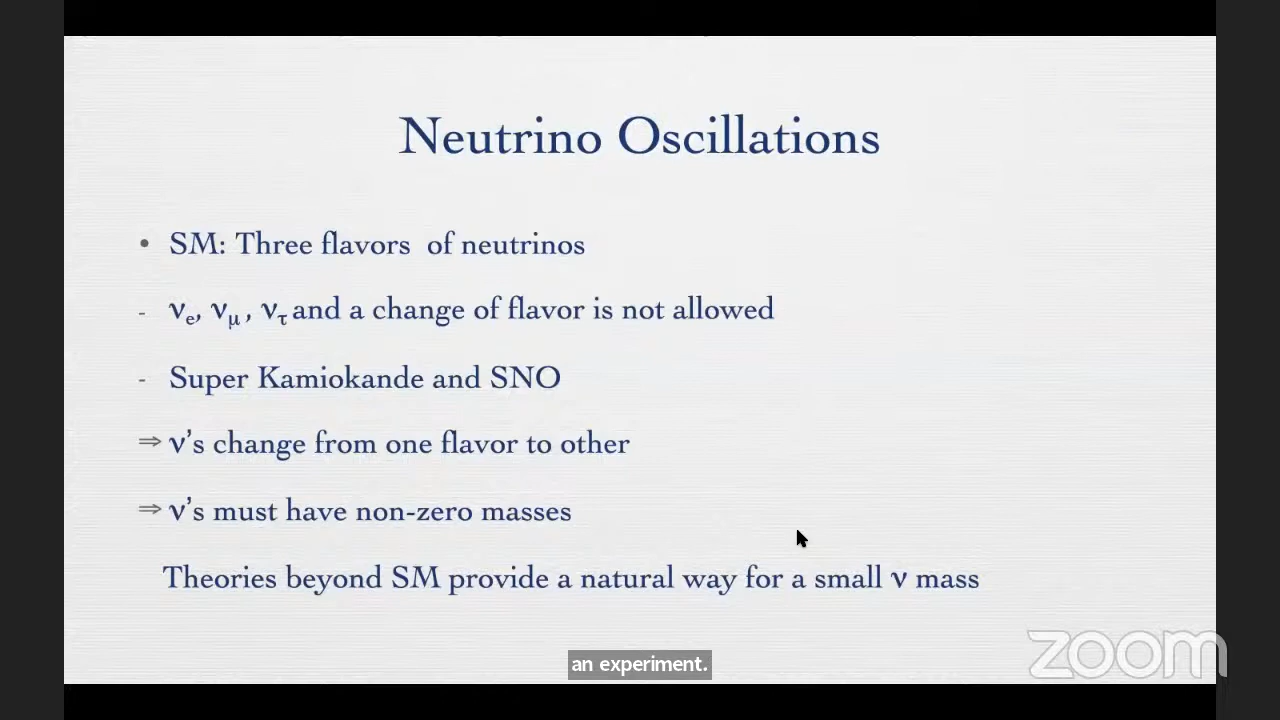 Neutrino Oscillations
• SM: Three flavors of neutrinos
- νe, νμ, ντ and a change of flavor is not allowed
- Super Kamiokande and SNO
⇒ ν's change from one flavor to other
⇒ ν's must have non-zero masses
Theories beyond SM provide a natural way for a small ν mass
an experiment.
zoom